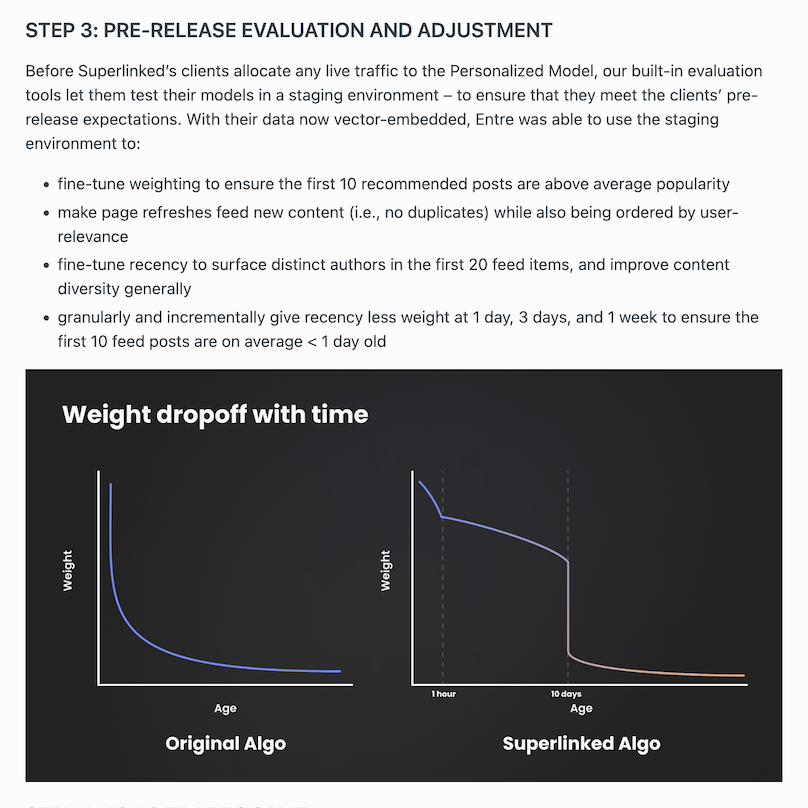 STEP 3: PRE-RELEASE EVALUATION AND ADJUSTMENT
Before Superlinked’s clients allocate any live traffic to the Personalized Model, our built-in evaluation
tools let them test their models in a staging environment – to ensure that they meet the clients’ pre-
release expectations. With their data now vector-embedded, Entre was able to use the staging
environment to:
• fine-tune weighting to ensure the first 10 recommended posts are above average popularity
• make page refreshes feed new content (i.e., no duplicates) while also being ordered by user-
relevance
• fine-tune recency to surface distinct authors in the first 20 feed items, and improve content
diversity generally
• granularly and incrementally give recency less weight at 1 day, 3 days, and 1 week to ensure the
first 10 feed posts are on average < 1 day old
Weight dropoff with time
Weight
Age
Original Algo
Weight
1 hour
10 days
Age
Superlinked Algo